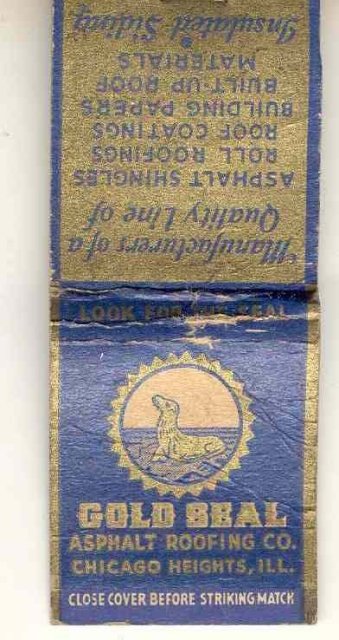 Manufacturers of a
Quality Line of
ASPHALT SHINGLES
ROLL ROOFINGS
ROOF COATINGS
BUILDING PAPERS
BUILT-UP ROOF
MATERIALS
Insulated Siding
LOOK FOR THE SEAL
GOLD SEAL
ASPHALT ROOFING CO.
CHICAGO HEIGHTS, ILL.
CLOSE COVER BEFORE STRIKING MATCH